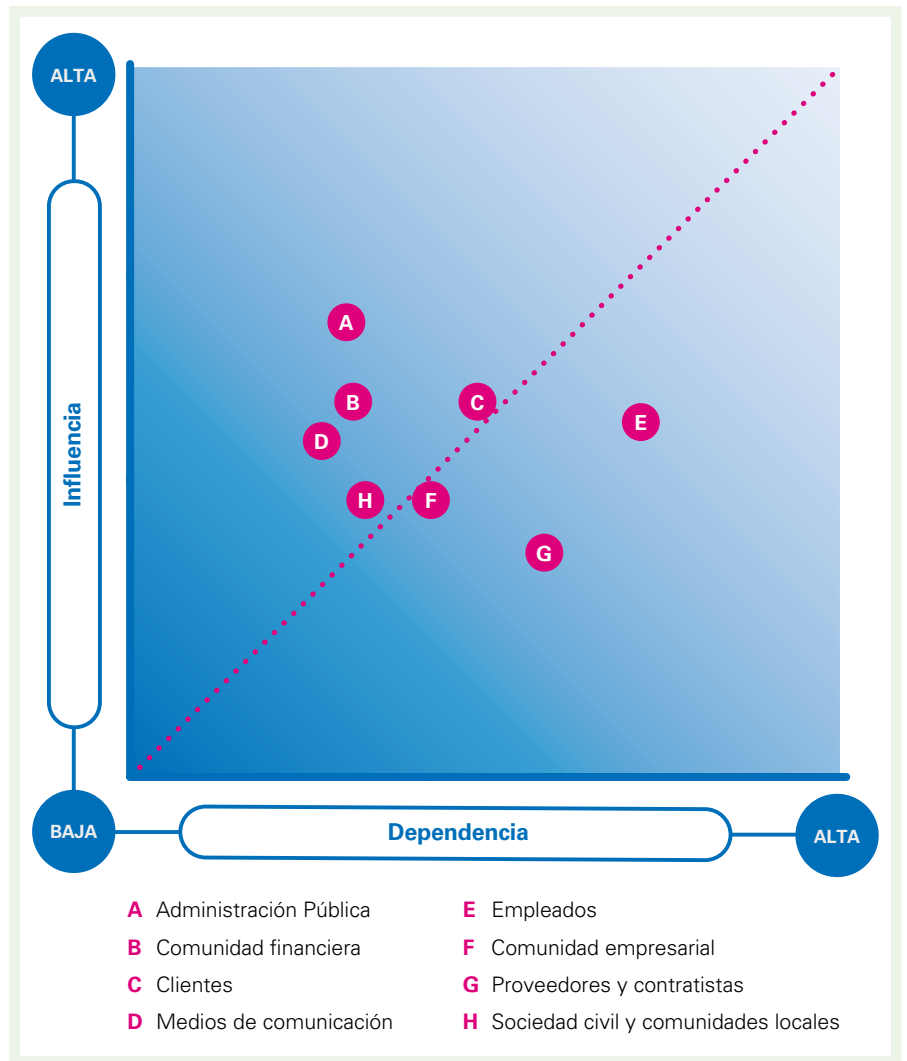 ALTA
A
B
C
E
D
Influencia
H
F
G
BAJA
Dependencia
ALTA
A Administración Pública
B Comunidad financiera
C Clientes
D Medios de comunicación
E Empleados
F Comunidad empresarial
G Proveedores y contratistas
H Sociedad civil y comunidades locales